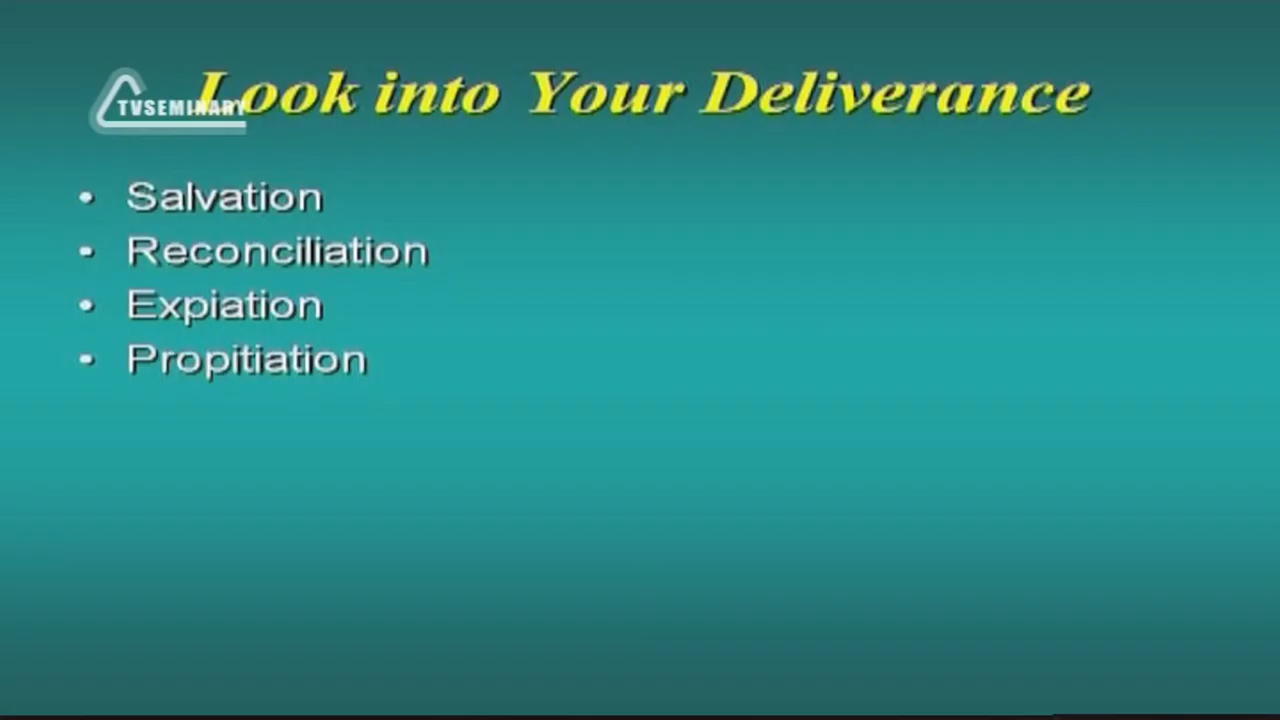 Look into Your Deliverance
TVSEMINARY
• Salvation
• Reconciliation
• Expiation
• Propitiation